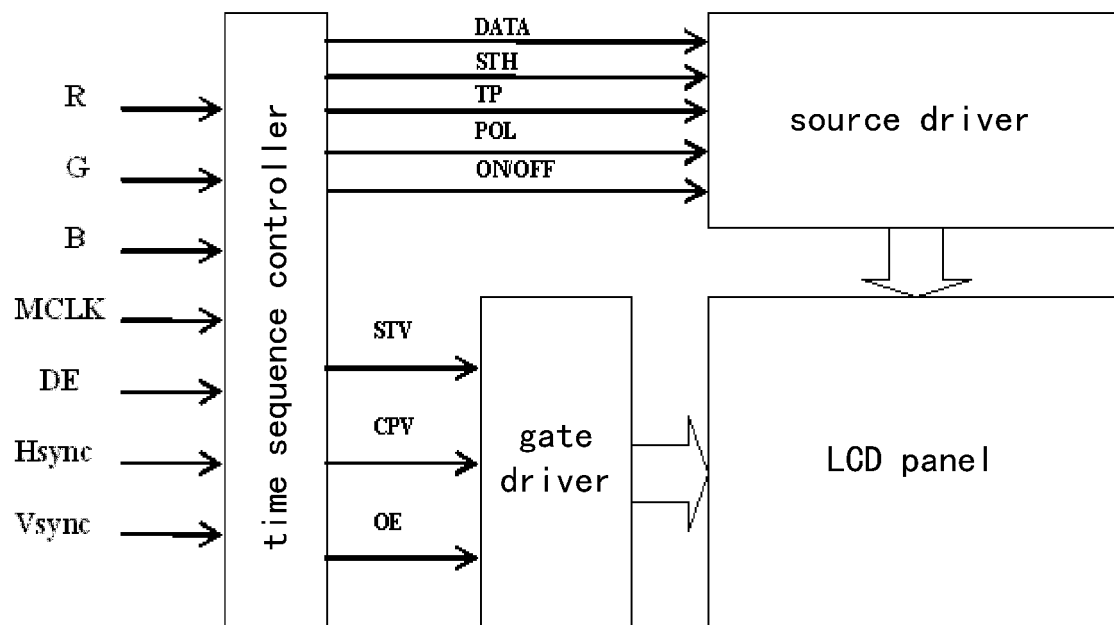 R
G
B
MCLK
DE
Hsync
Vsync
time sequence controller
DATA
STH
TP
POL
ON/OFF
source driver
STV
CPV
OE
gate
driver
LCD panel